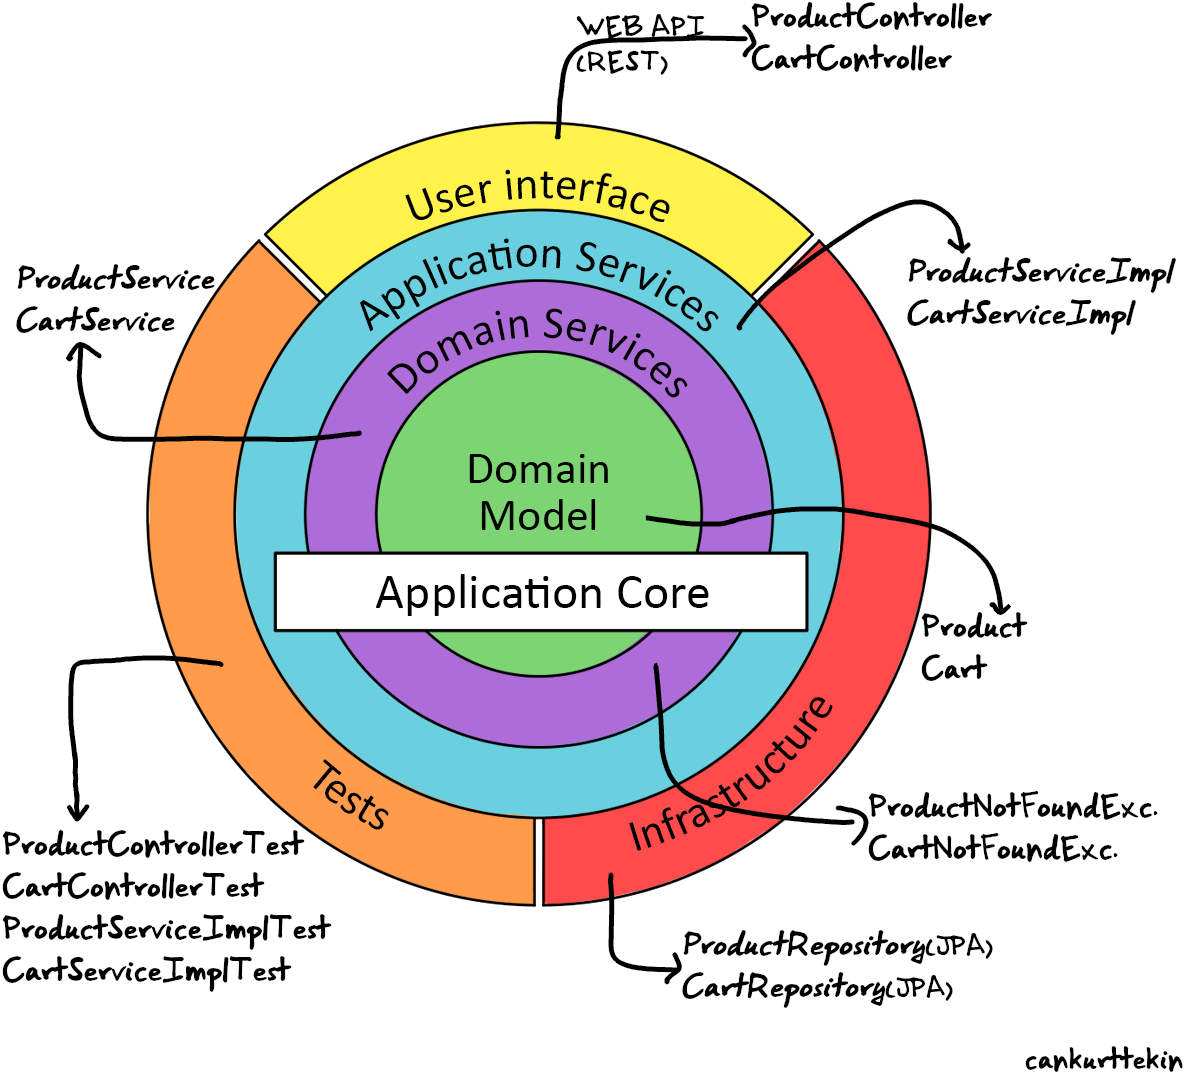 WEB API
(REST)
ProductController
CartController
User interface
Application Services
Domain Services
Domain
Model
Application Core
Tests
Infrastructure
ProductService
CartService
ProductServiceImpl
CartServiceImpl
Product
Cart
ProductNotFoundExc.
CartNotFoundExc.
ProductControllerTest
CartControllerTest
ProductServiceImplTest
CartServiceImplTest
ProductRepository(JPA)
CartRepository(JPA)
cankurttekin